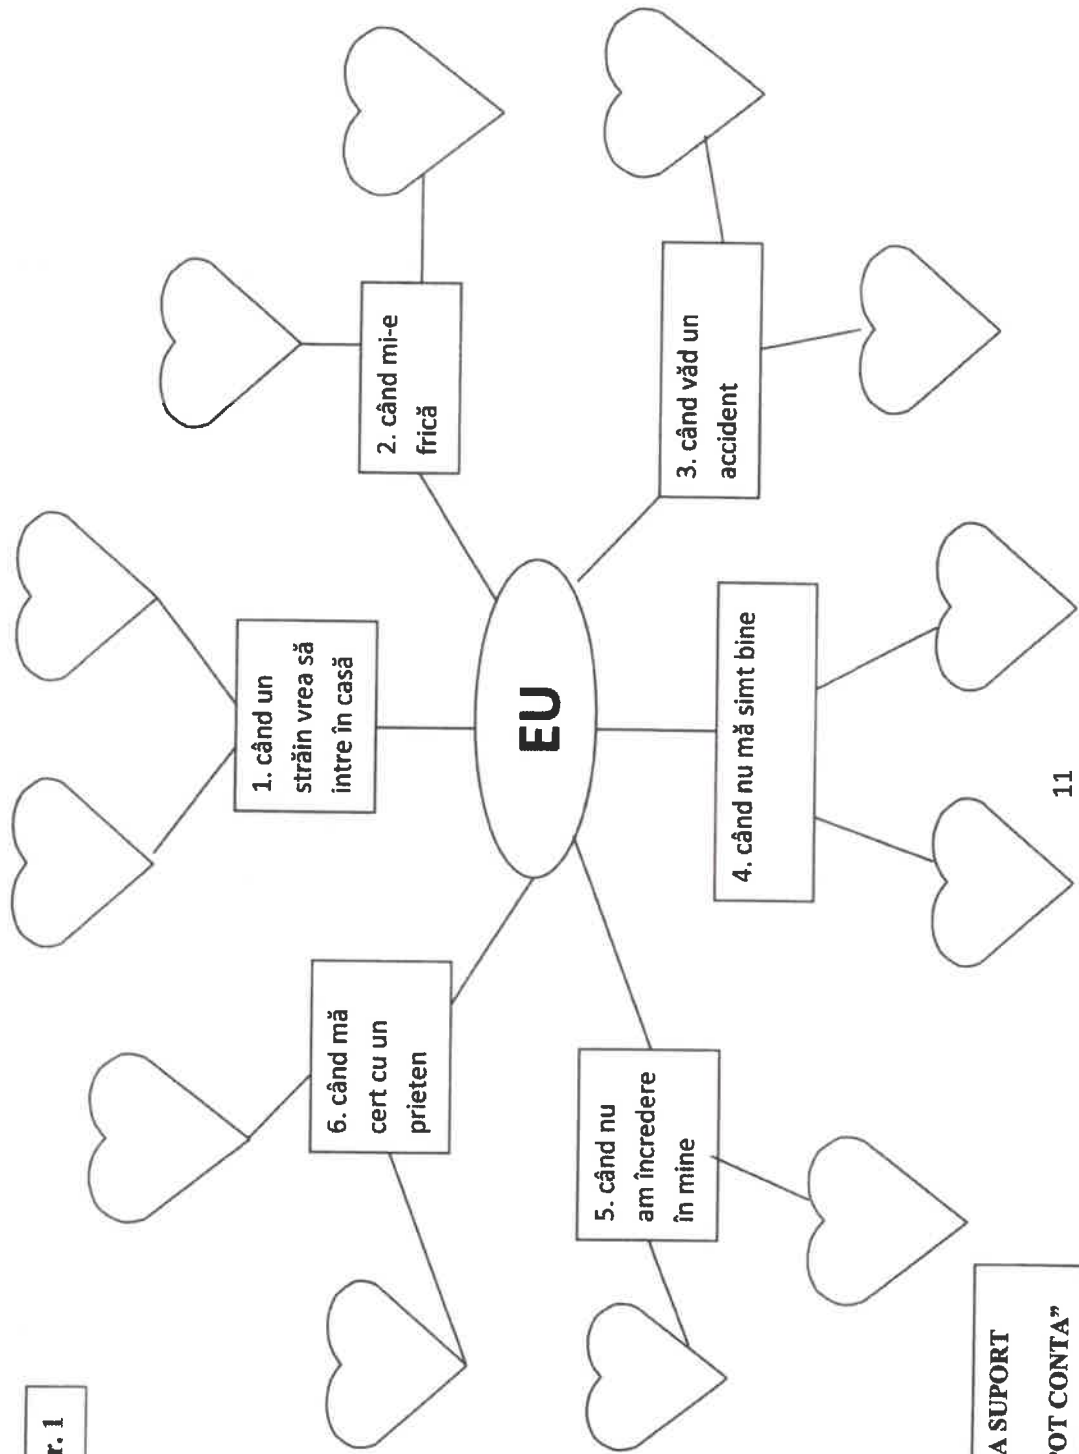 r. 1
A SUPORT
OT CONTA”
1. când un
străin vrea să
intre în casă
2. când mi-e
frică
3. când văd un
accident
4. când nu mă simt bine
5. când nu
am încredere
în mine
6. când mă
cert cu un
prieten
EU
11